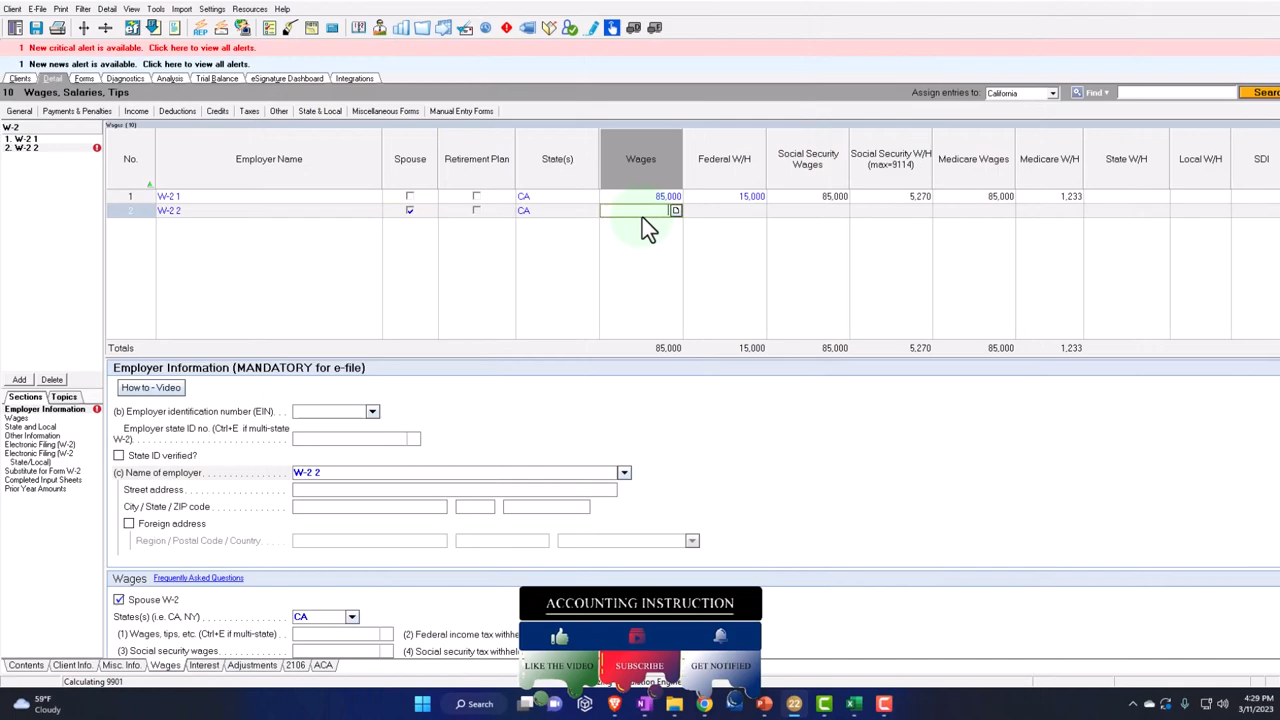 Client E-File Print Filter Detail View Tools Import Settings Resources Help
1 New critical alert is available. Click here to view all alerts.
1 New news alert is available. Click here to view all alerts.
Clients Detail Forms Diagnostics Analysis Trial Balance eSignature Dashboard Integrations
10 Wages, Salaries, Tips Assign entries to: California Find Searc
General Payments & Penalties Income Deductions Credits Taxes Other State & Local Miscellaneous Forms Manual Entry Forms
W-2
1. W-2 1
2. W-2 2
Wages (10)
No. Employer Name Spouse Retirement Plan State(s) Wages Federal W/H Social Security Wages Social Security W/H (max=9114) Medicare Wages Medicare W/H State W/H Local W/H SDI
1 W-2 1 CA 85,000 15,000 85,000 5,270 85,000 1,233
2 W-2 2 CA
Totals 85,000 15,000 85,000 5,270 85,000 1,233
Add Delete
Sections Topics
Employer Information
Wages
State and Local
Other Information
Electronic Filing (W-2)
Electronic Filing (W-2
State/Local)
Substitute for Form W-2
Completed Input Sheets
Prior Year Amounts
Employer Information (MANDATORY for e-file)
How to - Video
(b) Employer identification number (EIN)
Employer state ID no. (Ctrl+E if multi-state
W-2)
State ID verified?
(c) Name of employer W-2 2
Street address
City / State / ZIP code
Foreign address
Region / Postal Code / Country
Wages Frequently Asked Questions
Spouse W-2
States(s) (i.e. CA, NY) CA
(1) Wages, tips, etc. (Ctrl+E if multi-state) (2) Federal income tax withhe
(3) Social security wages (4) Social security tax withhel
ACCOUNTING INSTRUCTION
LIKE THE VIDEO SUBSCRIBE GET NOTIFIED
Contents Client Info. Misc. Info. Wages Interest Adjustments 2106 ACA
Calculating 9901
59°F
Cloudy
Search
4:29 PM
3/11/2023